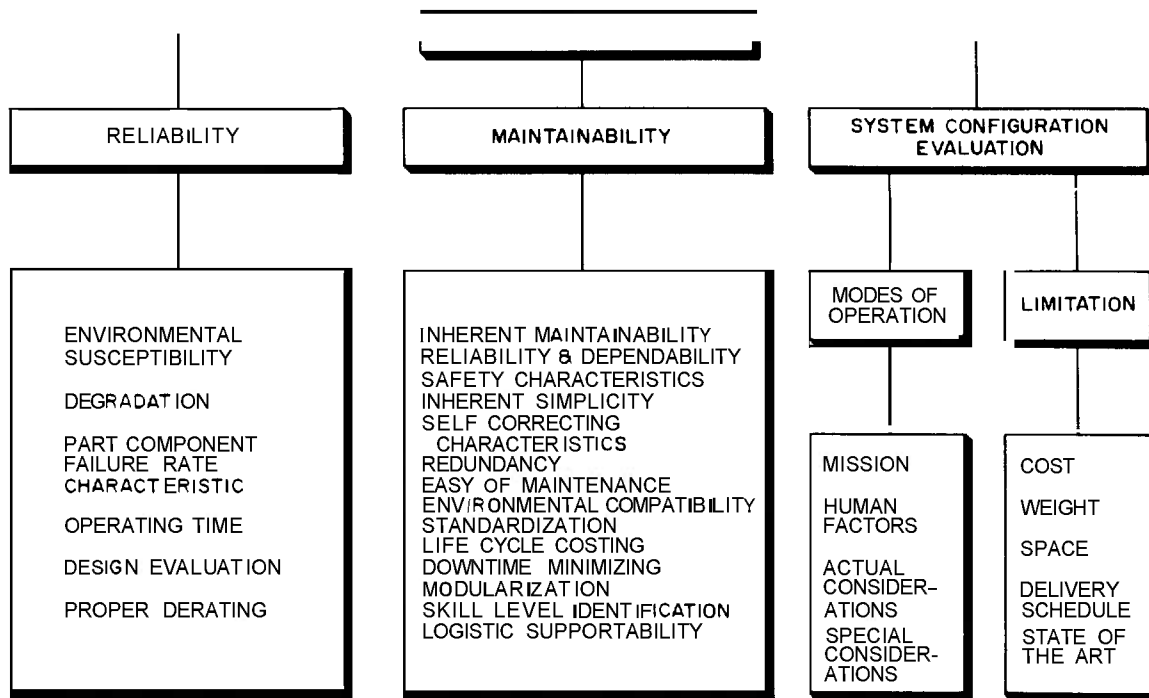 RELIABILITY
ENVIRONMENTAL
SUSCEPTIBILITY
DEGRADATION
PART COMPONENT
FAILURE RATE
CHARACTERISTIC
OPERATING TIME
DESIGN EVALUATION
PROPER DERATING
MAINTAINABILITY
INHERENT MAINTAINABILITY
RELIABILITY & DEPENDABILITY
SAFETY CHARACTERISTICS
INHERENT SIMPLICITY
SELF CORRECTING
CHARACTERISTICS
REDUNDANCY
EASY OF MAINTENANCE
ENVIRONMENTAL COMPATIBILITY
STANDARDIZATION
LIFE CYCLE COSTING
DOWNTIME MINIMIZING
MODULARIZATION
SKILL LEVEL IDENTIFICATION
LOGISTIC SUPPORTABILITY
SYSTEM CONFIGURATION
EVALUATION
MODES OF
OPERATION
MISSION
HUMAN
FACTORS
ACTUAL
CONSIDER-
ATIONS
SPECIAL
CONSIDER-
ATIONS
LIMITATION
COST
WEIGHT
SPACE
DELIVERY
SCHEDULE
STATE OF
THE ART